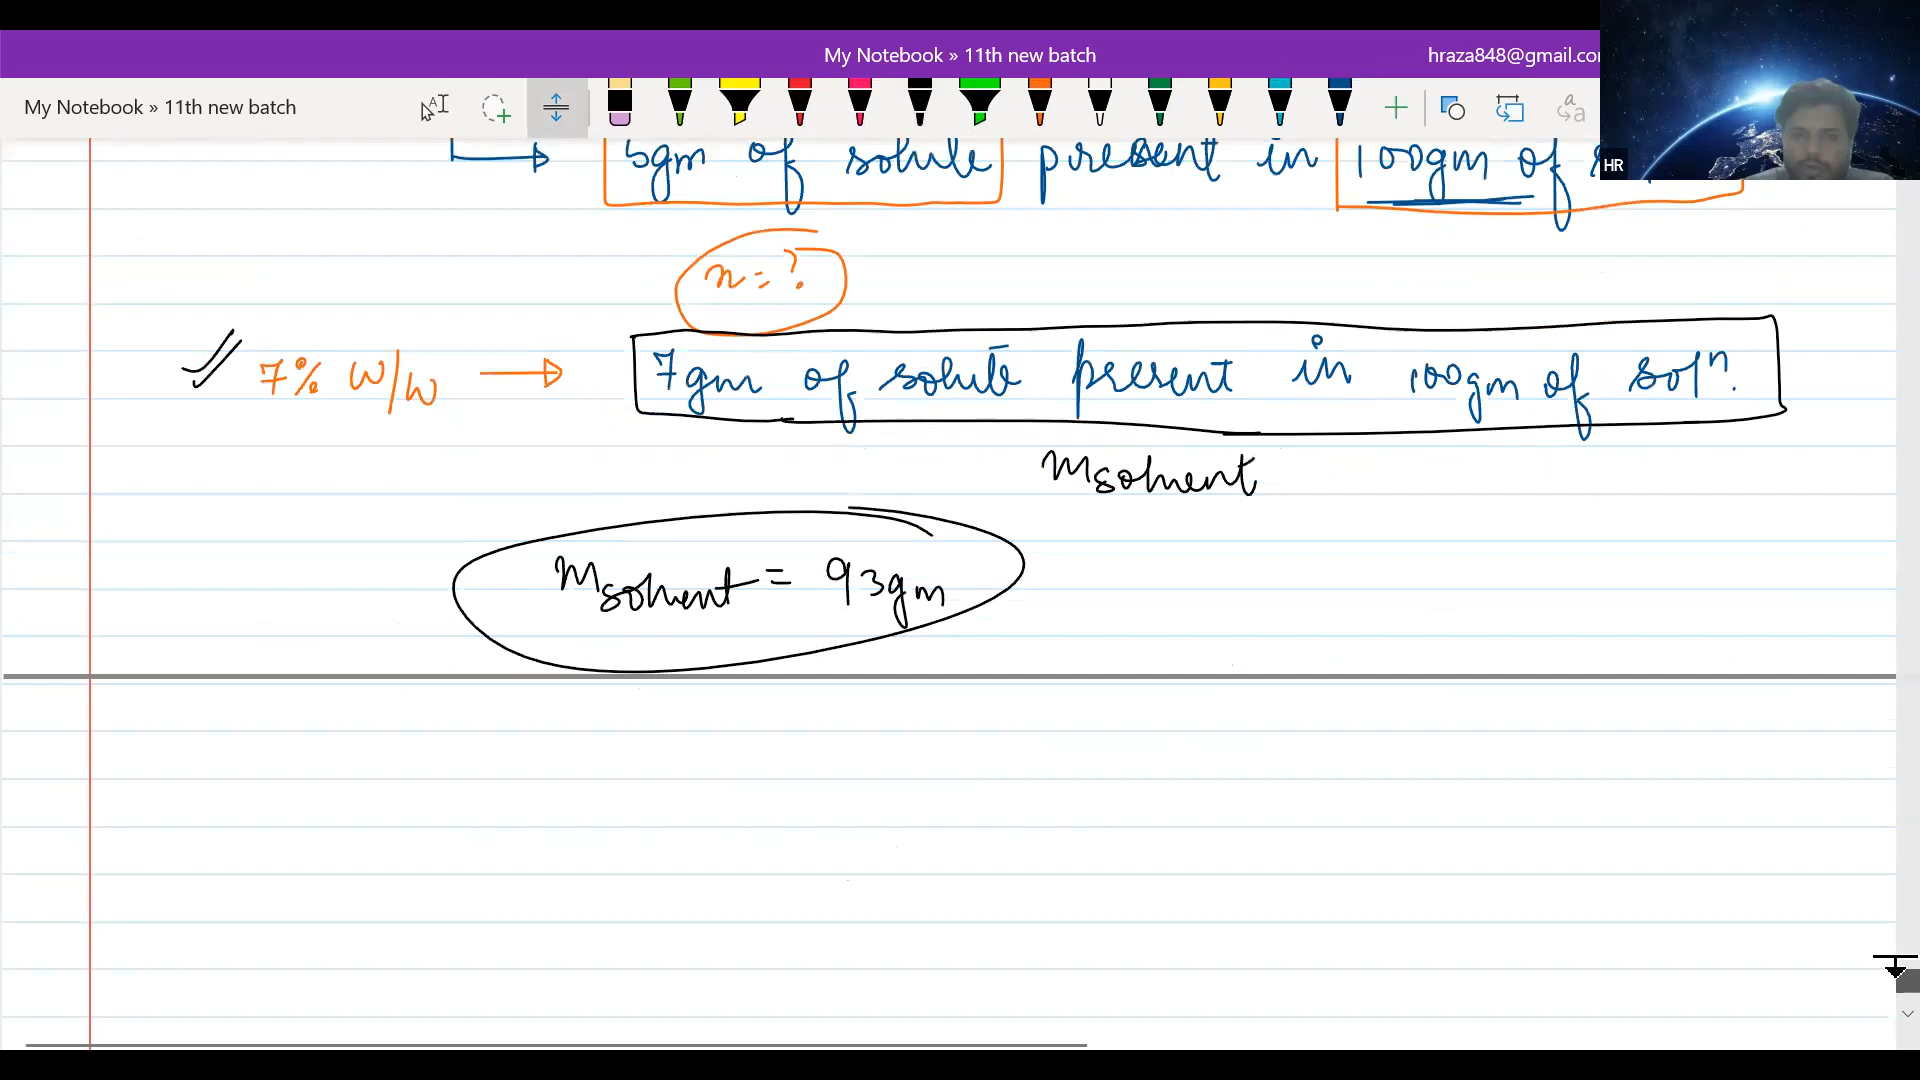 My Notebook » 11th new batch
hraza848@gmail.co
My Notebook » 11th new batch
HR
5gm of solute present in 100gm of
n = ?
7% W/W → 7gm of solute present in 100gm of solⁿ.
msolvent
msolvent = 93gm